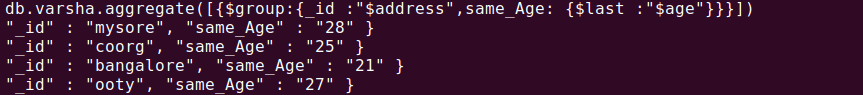 db.varsha.aggregate([{$group:{_id :"$address",same_Age: {$last :"$age"}}}])
"_id" : "mysore", "same_Age" : "28" }
"_id" : "coorg", "same_Age" : "25" }
"_id" : "bangalore", "same_Age" : "21" }
"_id" : "ooty", "same_Age" : "27" }